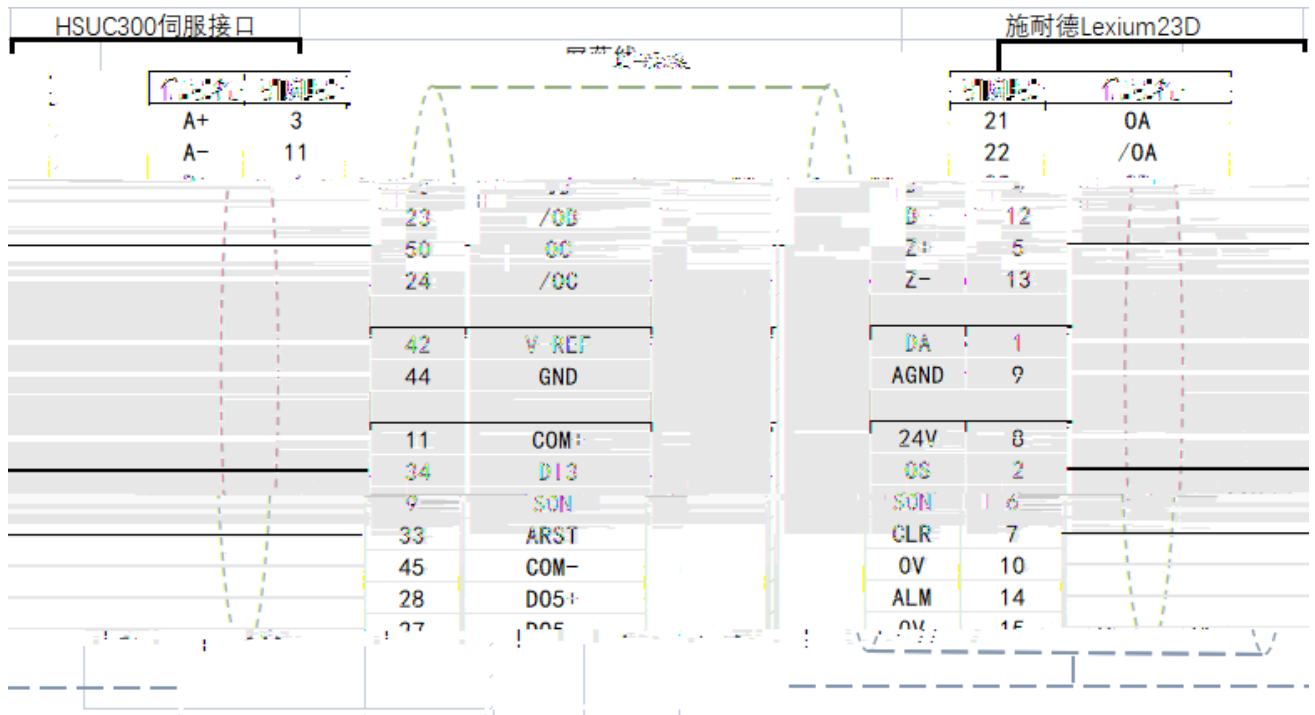 HSUC300伺服接口 施耐德Lexium23D
A+ 3 21 OA
A- 11 22 /OA
23 12
50 OC Z+ 5
24 /OC Z- 13
42 V-REF DA 1
44 GND AGND 9
11 COM+ 24V 8
34 DI3 OS 2
9 SON SON 6
33 ARST CLR 7
45 COM- 0V 10
28 DO5+ ALM 14